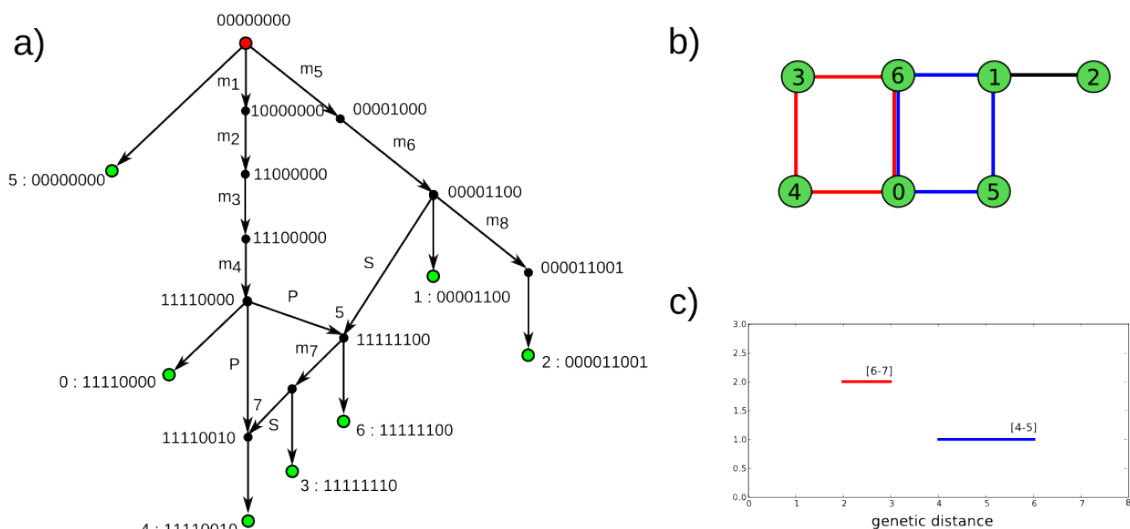 a)
00000000
m1
m5
10000000
00001000
m2
m6
5 : 00000000
11000000
00001100
m3
m8
11100000
S
000011001
m4
11110000
P
1 : 00001100
5
11111100
P
m7
2 : 000011001
0 : 11110000
7
S
11110010
6 : 11111100
3 : 11111110
4 : 11110010
b)
3
6
1
2
4
0
5
c)
3.0
2.5
[6-7]
2.0
1.5
[4-5]
1.0
0.5
0.0
0
1
2
3
4
5
6
7
8
genetic distance